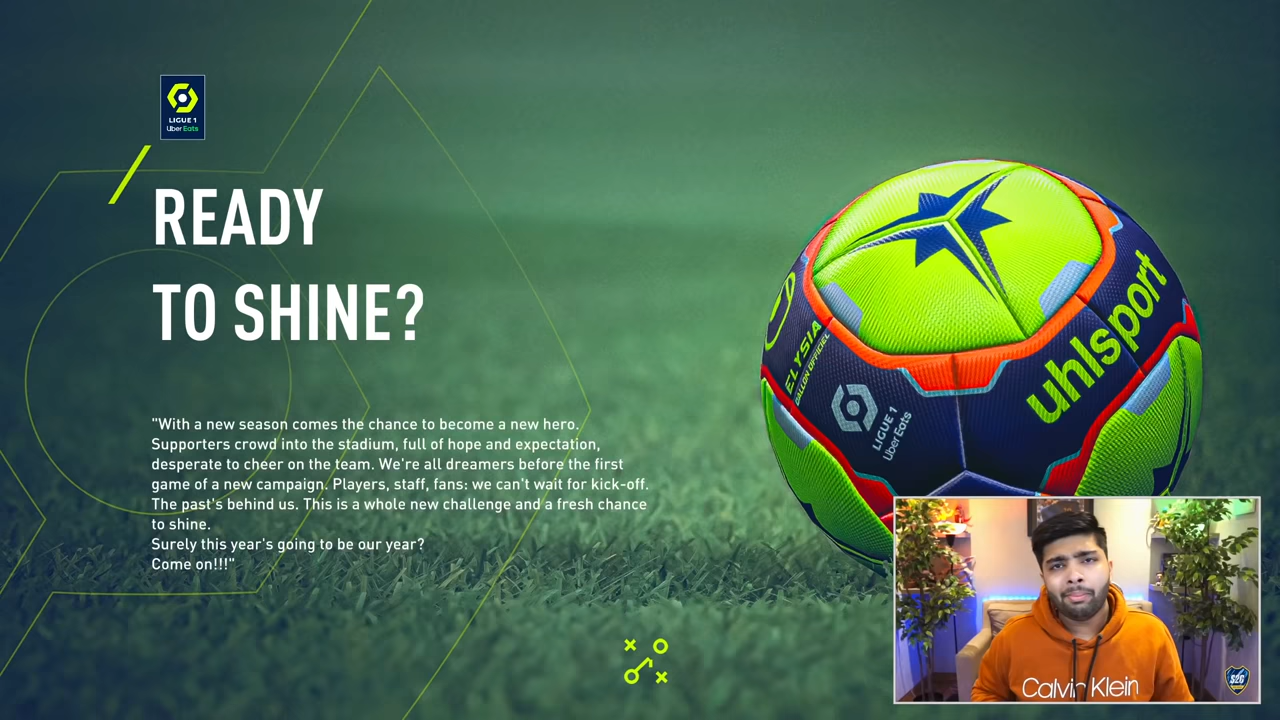 LIGUE 1
Uber Eats
READY
TO SHINE?
"With a new season comes the chance to become a new hero.
Supporters crowd into the stadium, full of hope and expectation,
desperate to cheer on the team. We're all dreamers before the first
game of a new campaign. Players, staff, fans: we can't wait for kick-off.
The past's behind us. This is a whole new challenge and a fresh chance
to shine.
Surely this year's going to be our year?
Come on!!!"
ELYSIA
BALLON OFFICIEL
LIGUE 1
Uber Eats
uhlsport
Calvin Klein
S2G